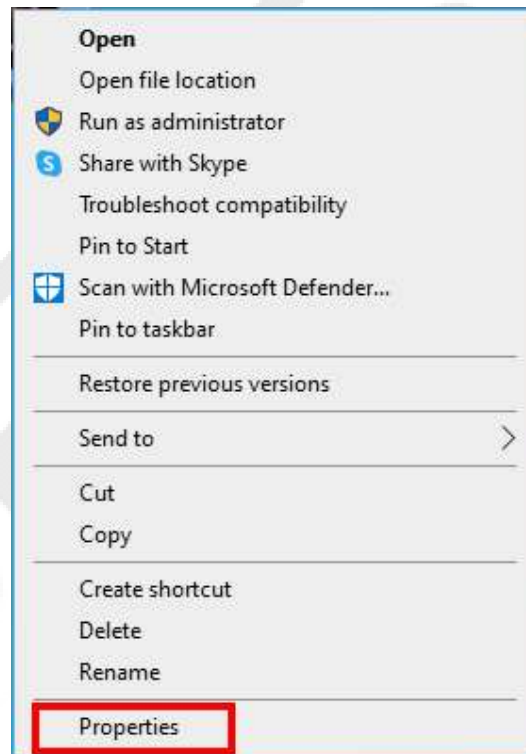 Open
Open file location
Run as administrator
Share with Skype
Troubleshoot compatibility
Pin to Start
Scan with Microsoft Defender...
Pin to taskbar
Restore previous versions
Send to
Cut
Copy
Create shortcut
Delete
Rename
Properties